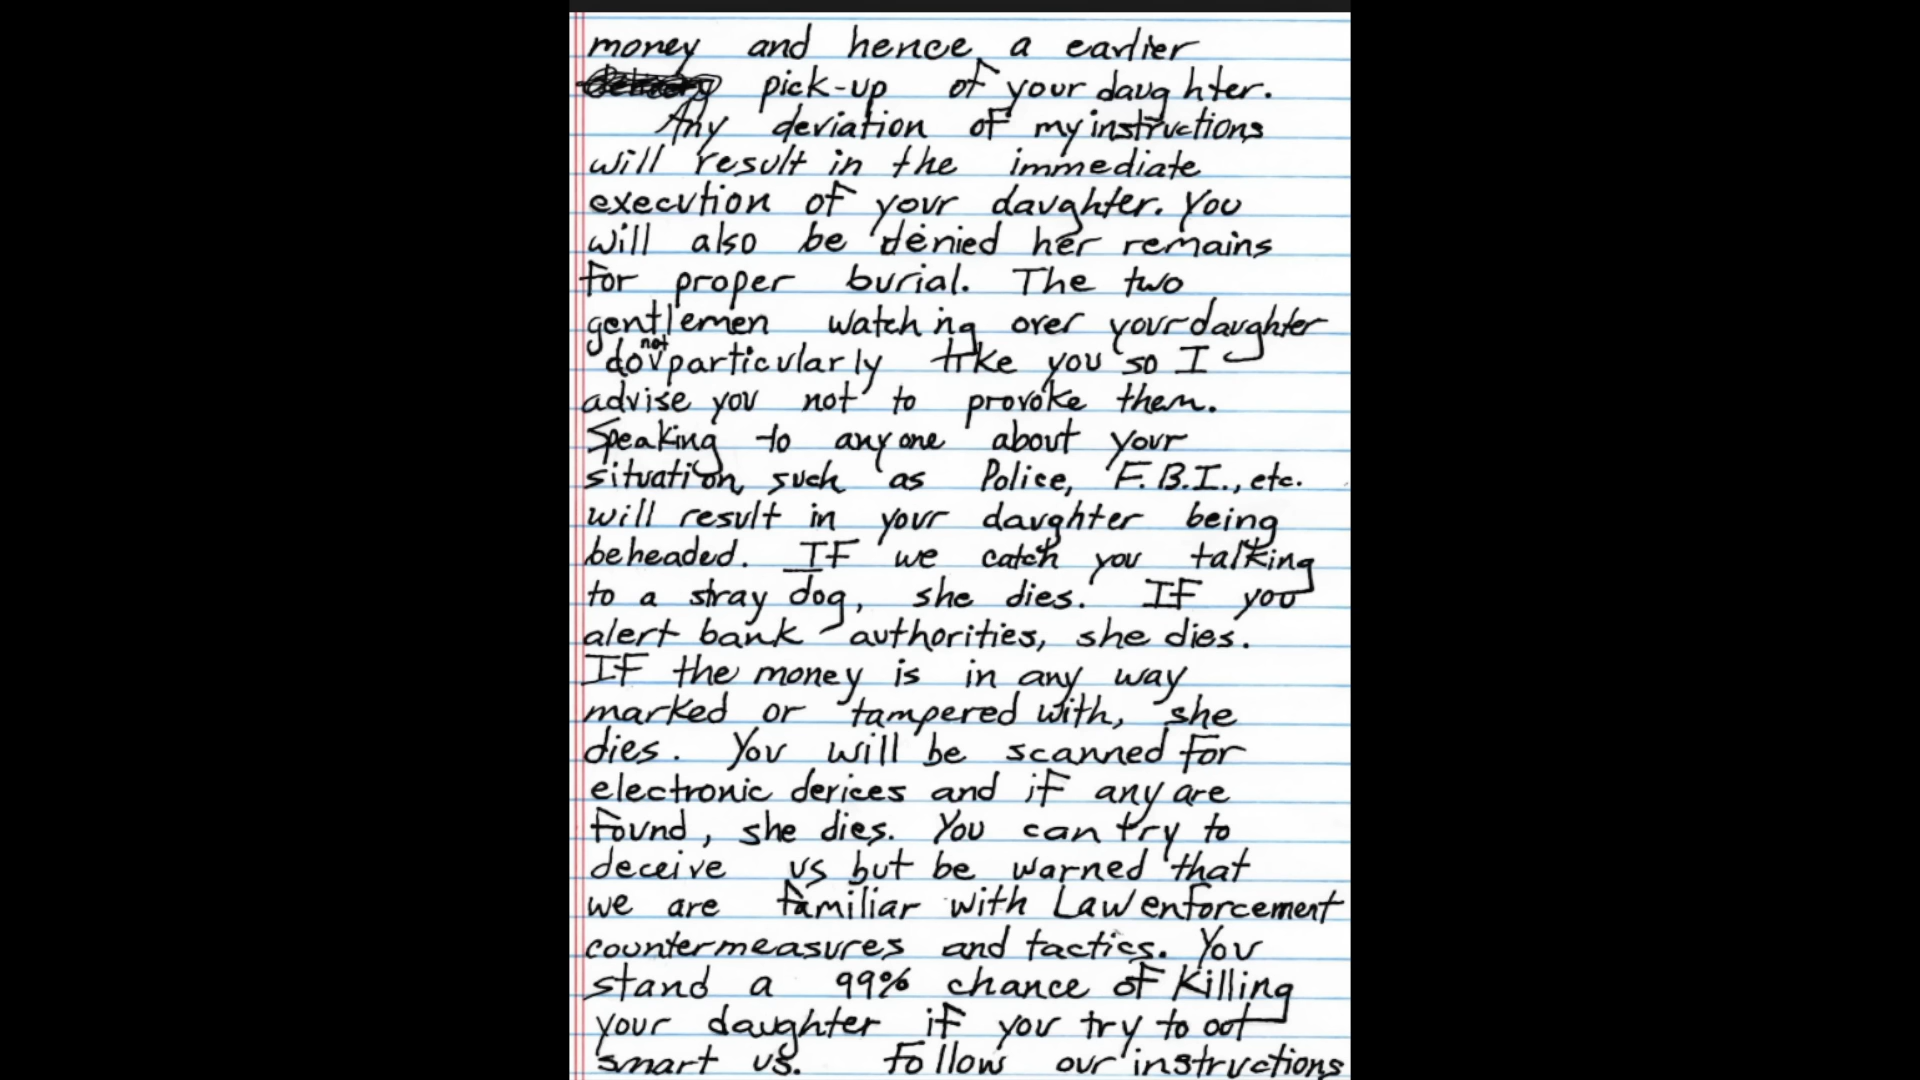 money and hence a earlier
pick-up of your daughter.
Any deviation of my instructions
will result in the immediate
execution of your daughter. You
will also be denied her remains
for proper burial. The two
gentlemen watching over your daughter
do not particularly like you so I
advise you not to provoke them.
Speaking to anyone about your
situation, such as Police, F.B.I., etc.
will result in your daughter being
beheaded. If we catch you talking
to a stray dog, she dies. If you
alert bank authorities, she dies.
If the money is in any way
marked or tampered with, she
dies. You will be scanned for
electronic devices and if any are
found, she dies. You can try to
deceive us but be warned that
we are familiar with Law enforcement
countermeasures and tactics. You
stand a 99% chance of killing
your daughter if you try to out
smart us. Follow our instructions